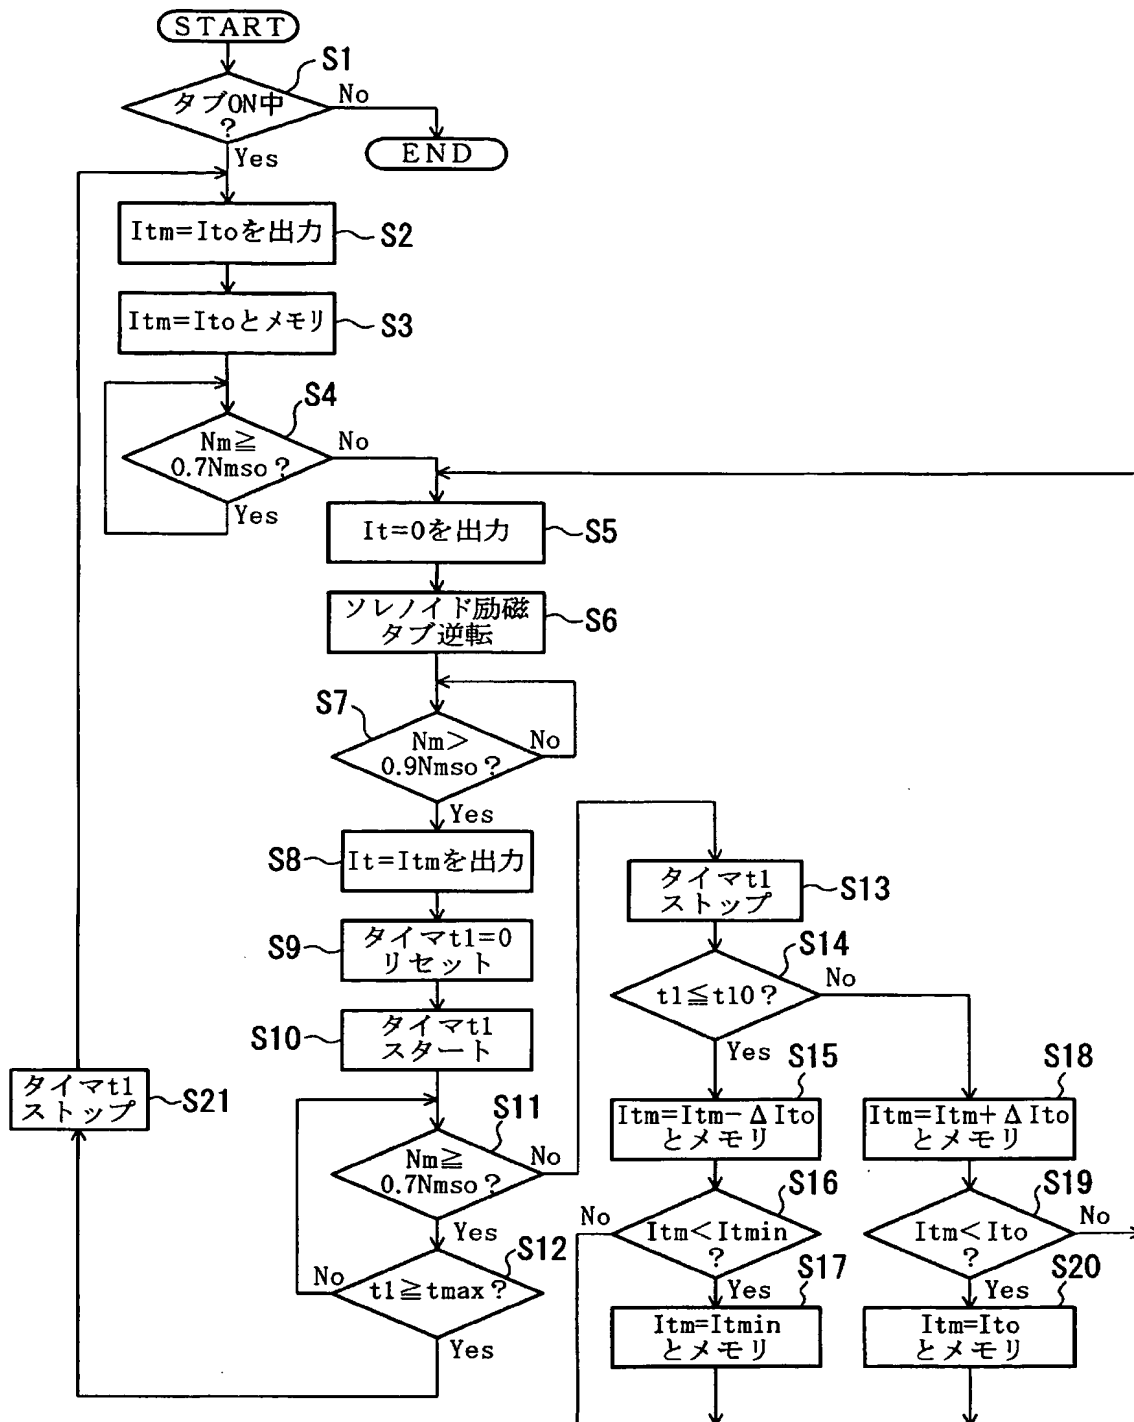 START
S1
タブON中
?
No
END
Yes
Itm=Itoを出力
S2
Itm=Itoとメモリ
S3
S4
Nm≧
0.7Nmso?
No
Yes
It=0を出力
S5
ソレノイド励磁
タブ逆転
S6
S7
Nm>
0.9Nmso?
No
Yes
S8
It=Itmを出力
S9
タイマt1=0
リセット
S10
タイマt1
スタート
S11
Nm≧
0.7Nmso?
No
Yes
S12
t1≧tmax?
No
Yes
タイマt1
ストップ
S21
タイマt1
ストップ
S13
S14
t1≦t10?
No
Yes
S15
Itm=Itm-ΔIto
とメモリ
S16
Itm<Itmin
?
No
Yes
S17
Itm=Itmin
とメモリ
S18
Itm=Itm+ΔIto
とメモリ
S19
Itm<Ito
?
No
Yes
S20
Itm=Ito
とメモリ